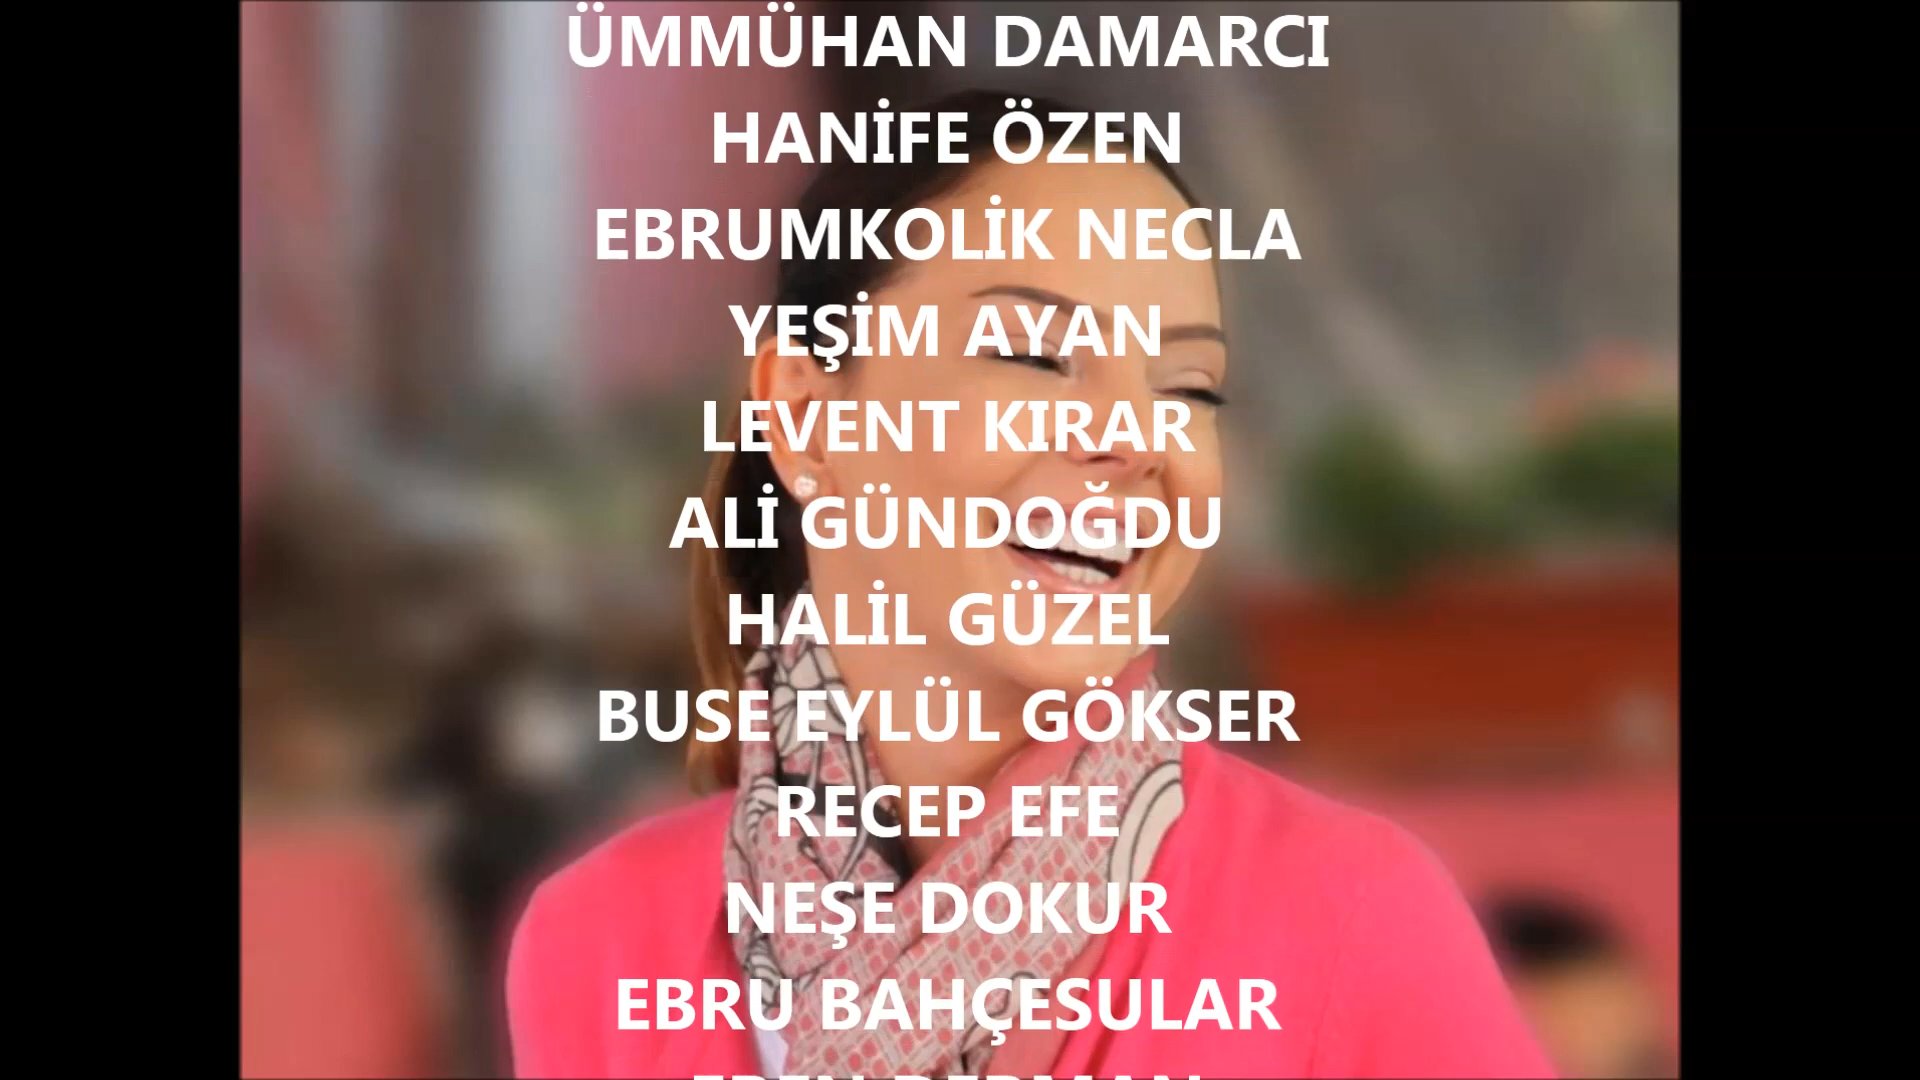 ÜMMÜHAN DAMARCI
HANİFE ÖZEN
EBRUMKOLİK NECLA
YEŞİM AYAN
LEVENT KIRAR
ALİ GÜNDOĞDU
HALİL GÜZEL
BUSE EYLÜL GÖKSER
RECEP EFE
NEŞE DOKUR
EBRU BAHÇESULAR